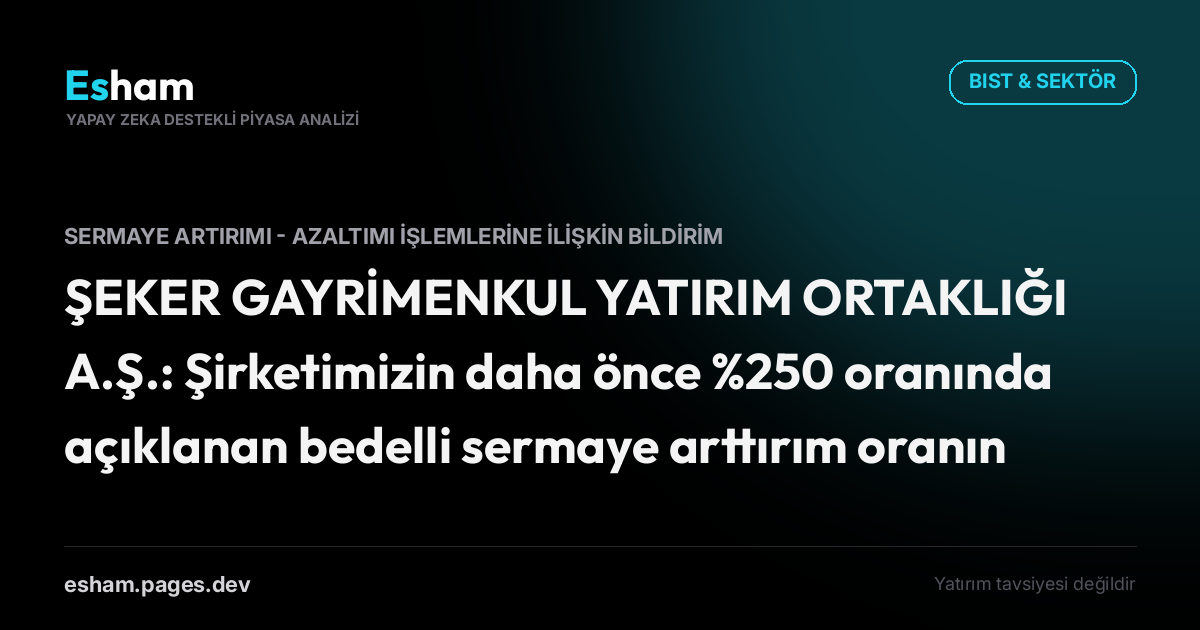 Esham
BIST & SEKTÖR
YAPAY ZEKA DESTEKLİ PİYASA ANALİZİ
SERMAYE ARTIRIMI - AZALTIMI İŞLEMLERİNE İLİŞKİN BİLDİRİM
ŞEKER GAYRİMENKUL YATIRIM ORTAKLIĞI
A.Ş.: Şirketimizin daha önce %250 oranında
açıklanan bedelli sermaye arttırım oranın
esham.pages.dev
Yatırım tavsiyesi değildir